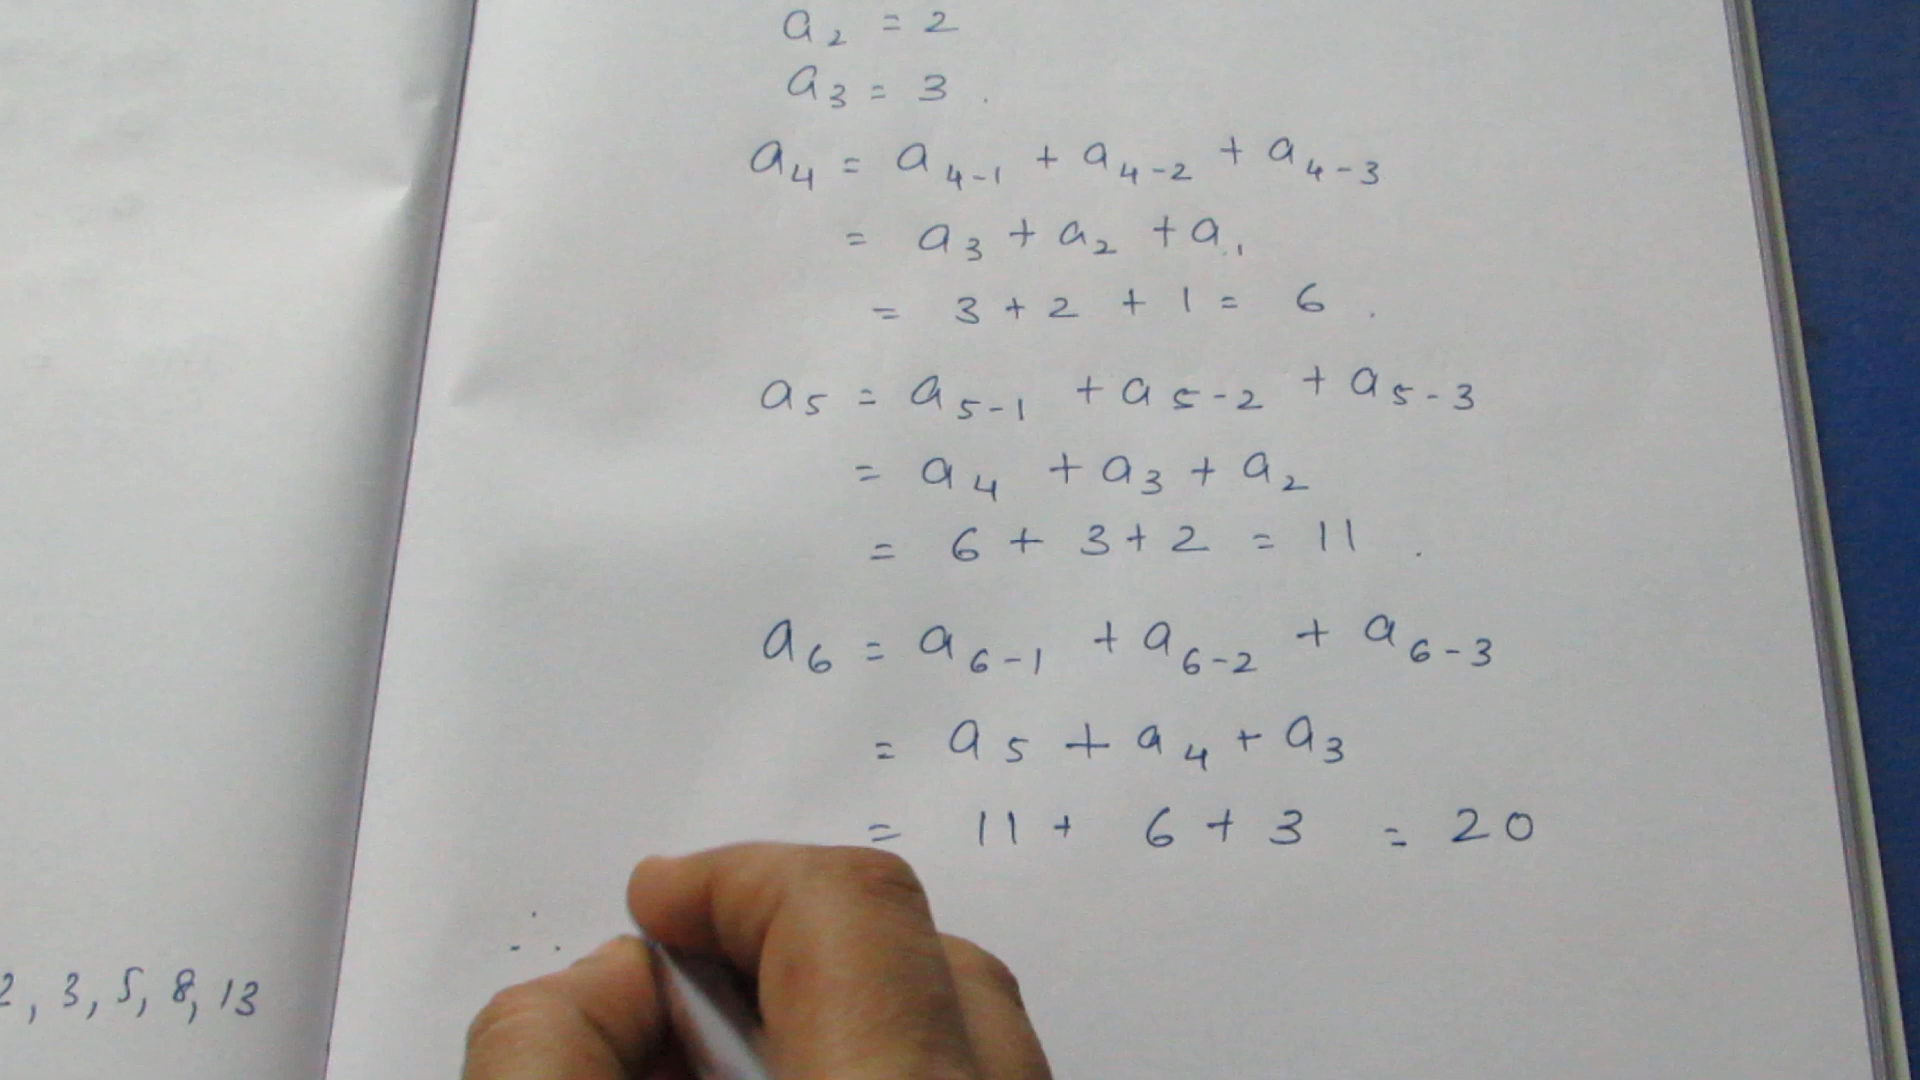 a₂ = 2
a₃ = 3 .
a₄ = a₄₋₁ + a₄₋₂ + a₄₋₃
= a₃ + a₂ + a₁
= 3 + 2 + 1 = 6 .
a₅ = a₅₋₁ + a₅₋₂ + a₅₋₃
= a₄ + a₃ + a₂
= 6 + 3 + 2 = 11 .
a₆ = a₆₋₁ + a₆₋₂ + a₆₋₃
= a₅ + a₄ + a₃
= 11 + 6 + 3 = 20
∴
2, 3, 5, 8, 13